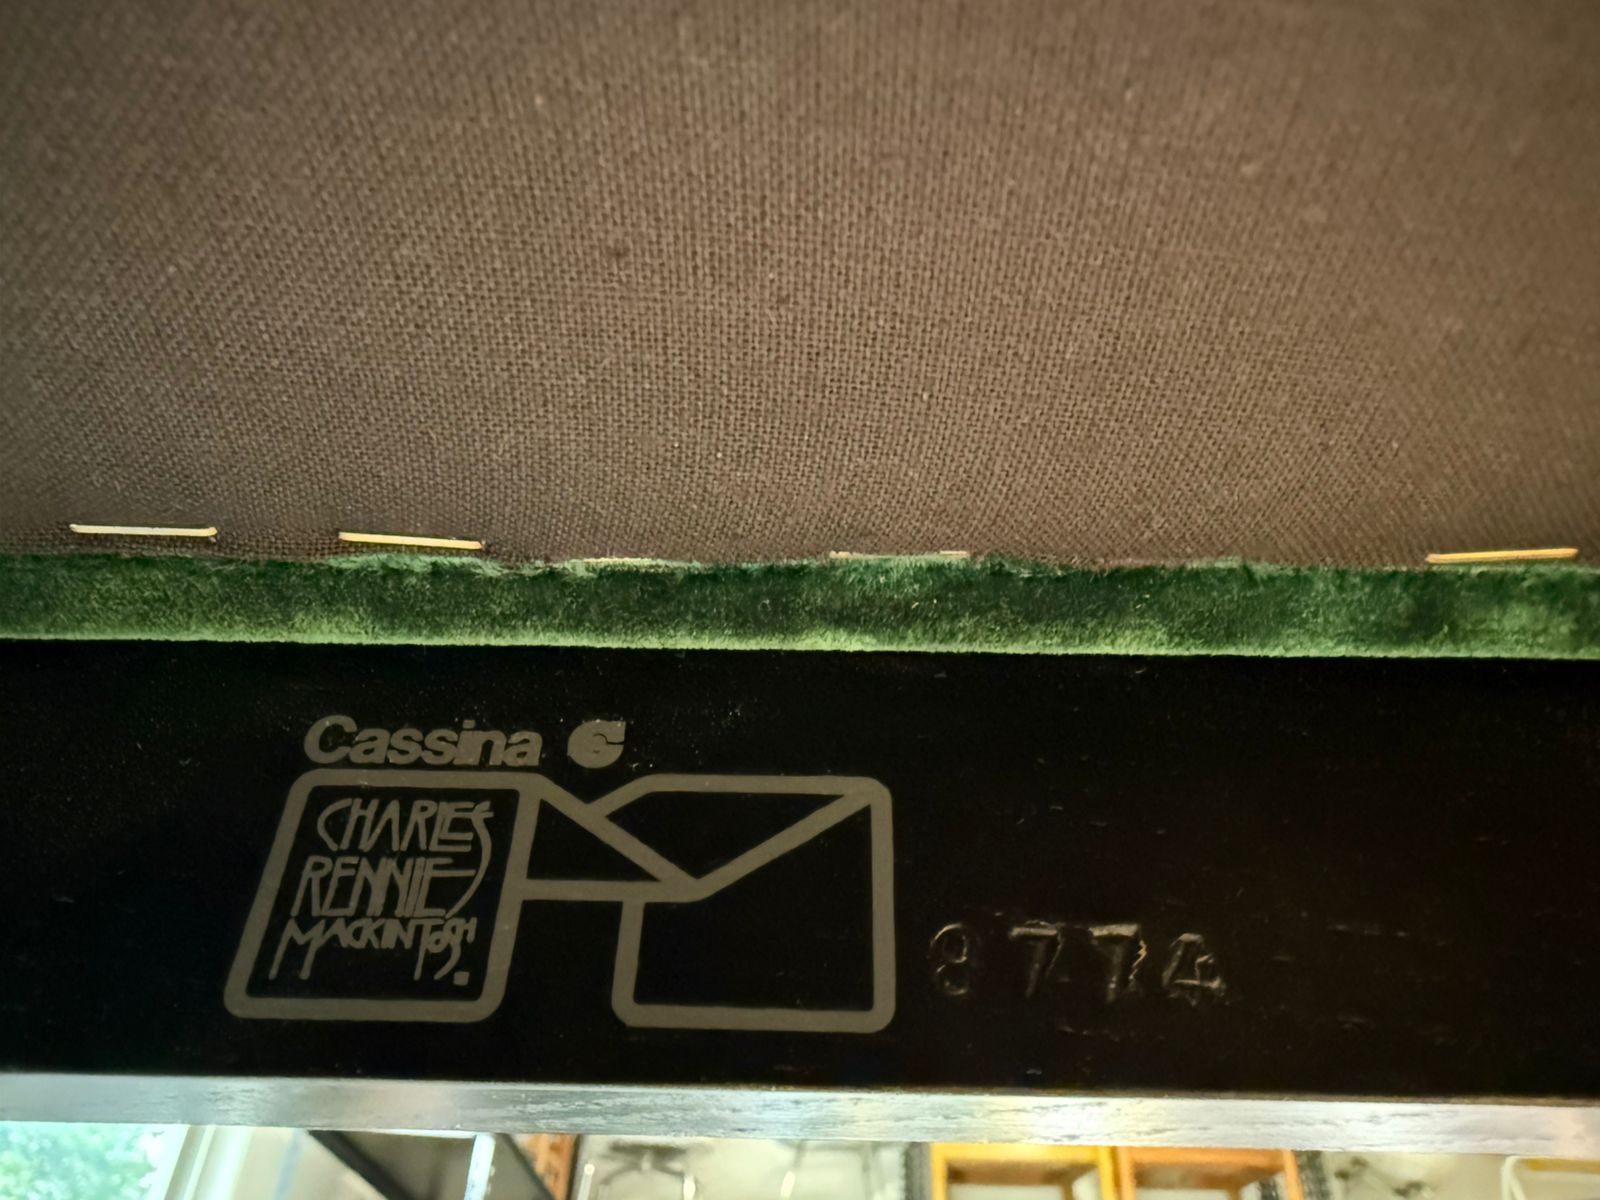 Cassina
CHARLES
RENNIE
MACKINTOSH
8774